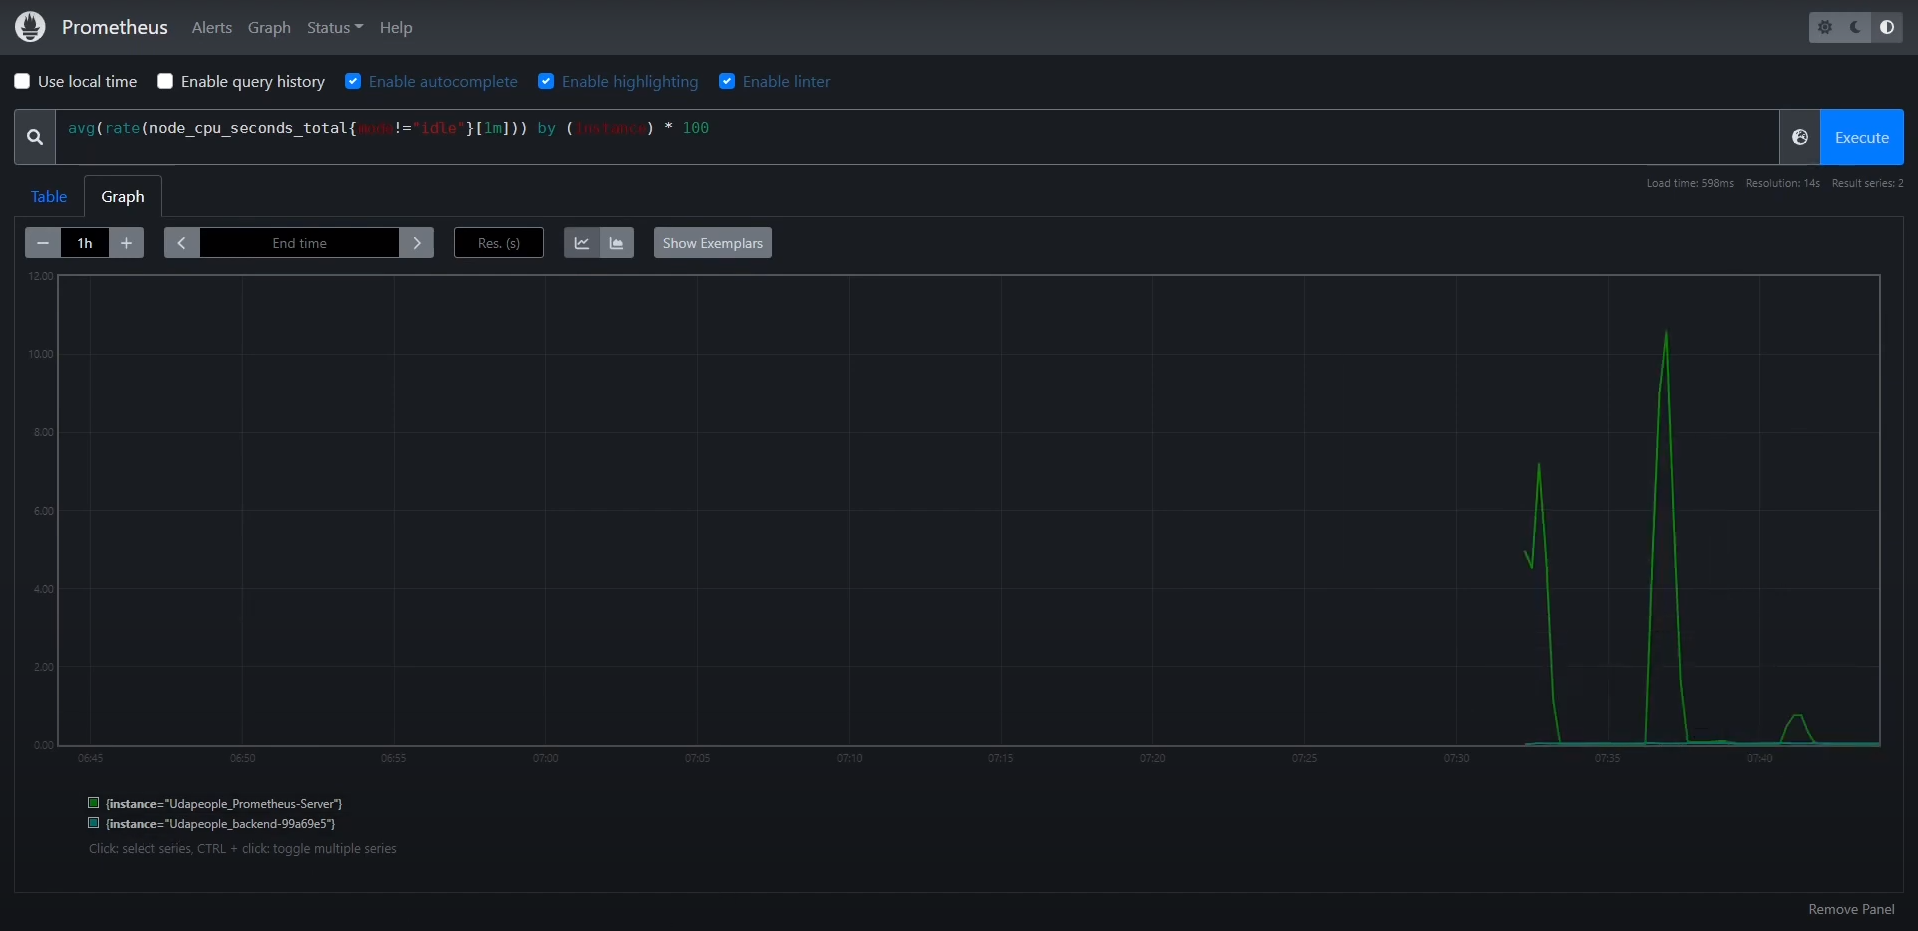 Prometheus Alerts Graph Status Help
Use local time Enable query history Enable autocomplete Enable highlighting Enable linter
avg(rate(node_cpu_seconds_total{mode!="idle"}[1m])) by (instance) * 100
Execute
Load time: 598ms Resolution: 14s Result series: 2
Table Graph
1h End time Res. (s) Show Exemplars
12.00
10.00
8.00
6.00
4.00
2.00
0.00
06:45 06:50 06:55 07:00 07:05 07:10 07:15 07:20 07:25 07:30 07:35 07:40
{instance="Udapeople_Prometheus-Server"}
{instance="Udapeople_backend-99a69e5"}
Click: select series, CTRL + click: toggle multiple series
Remove Panel